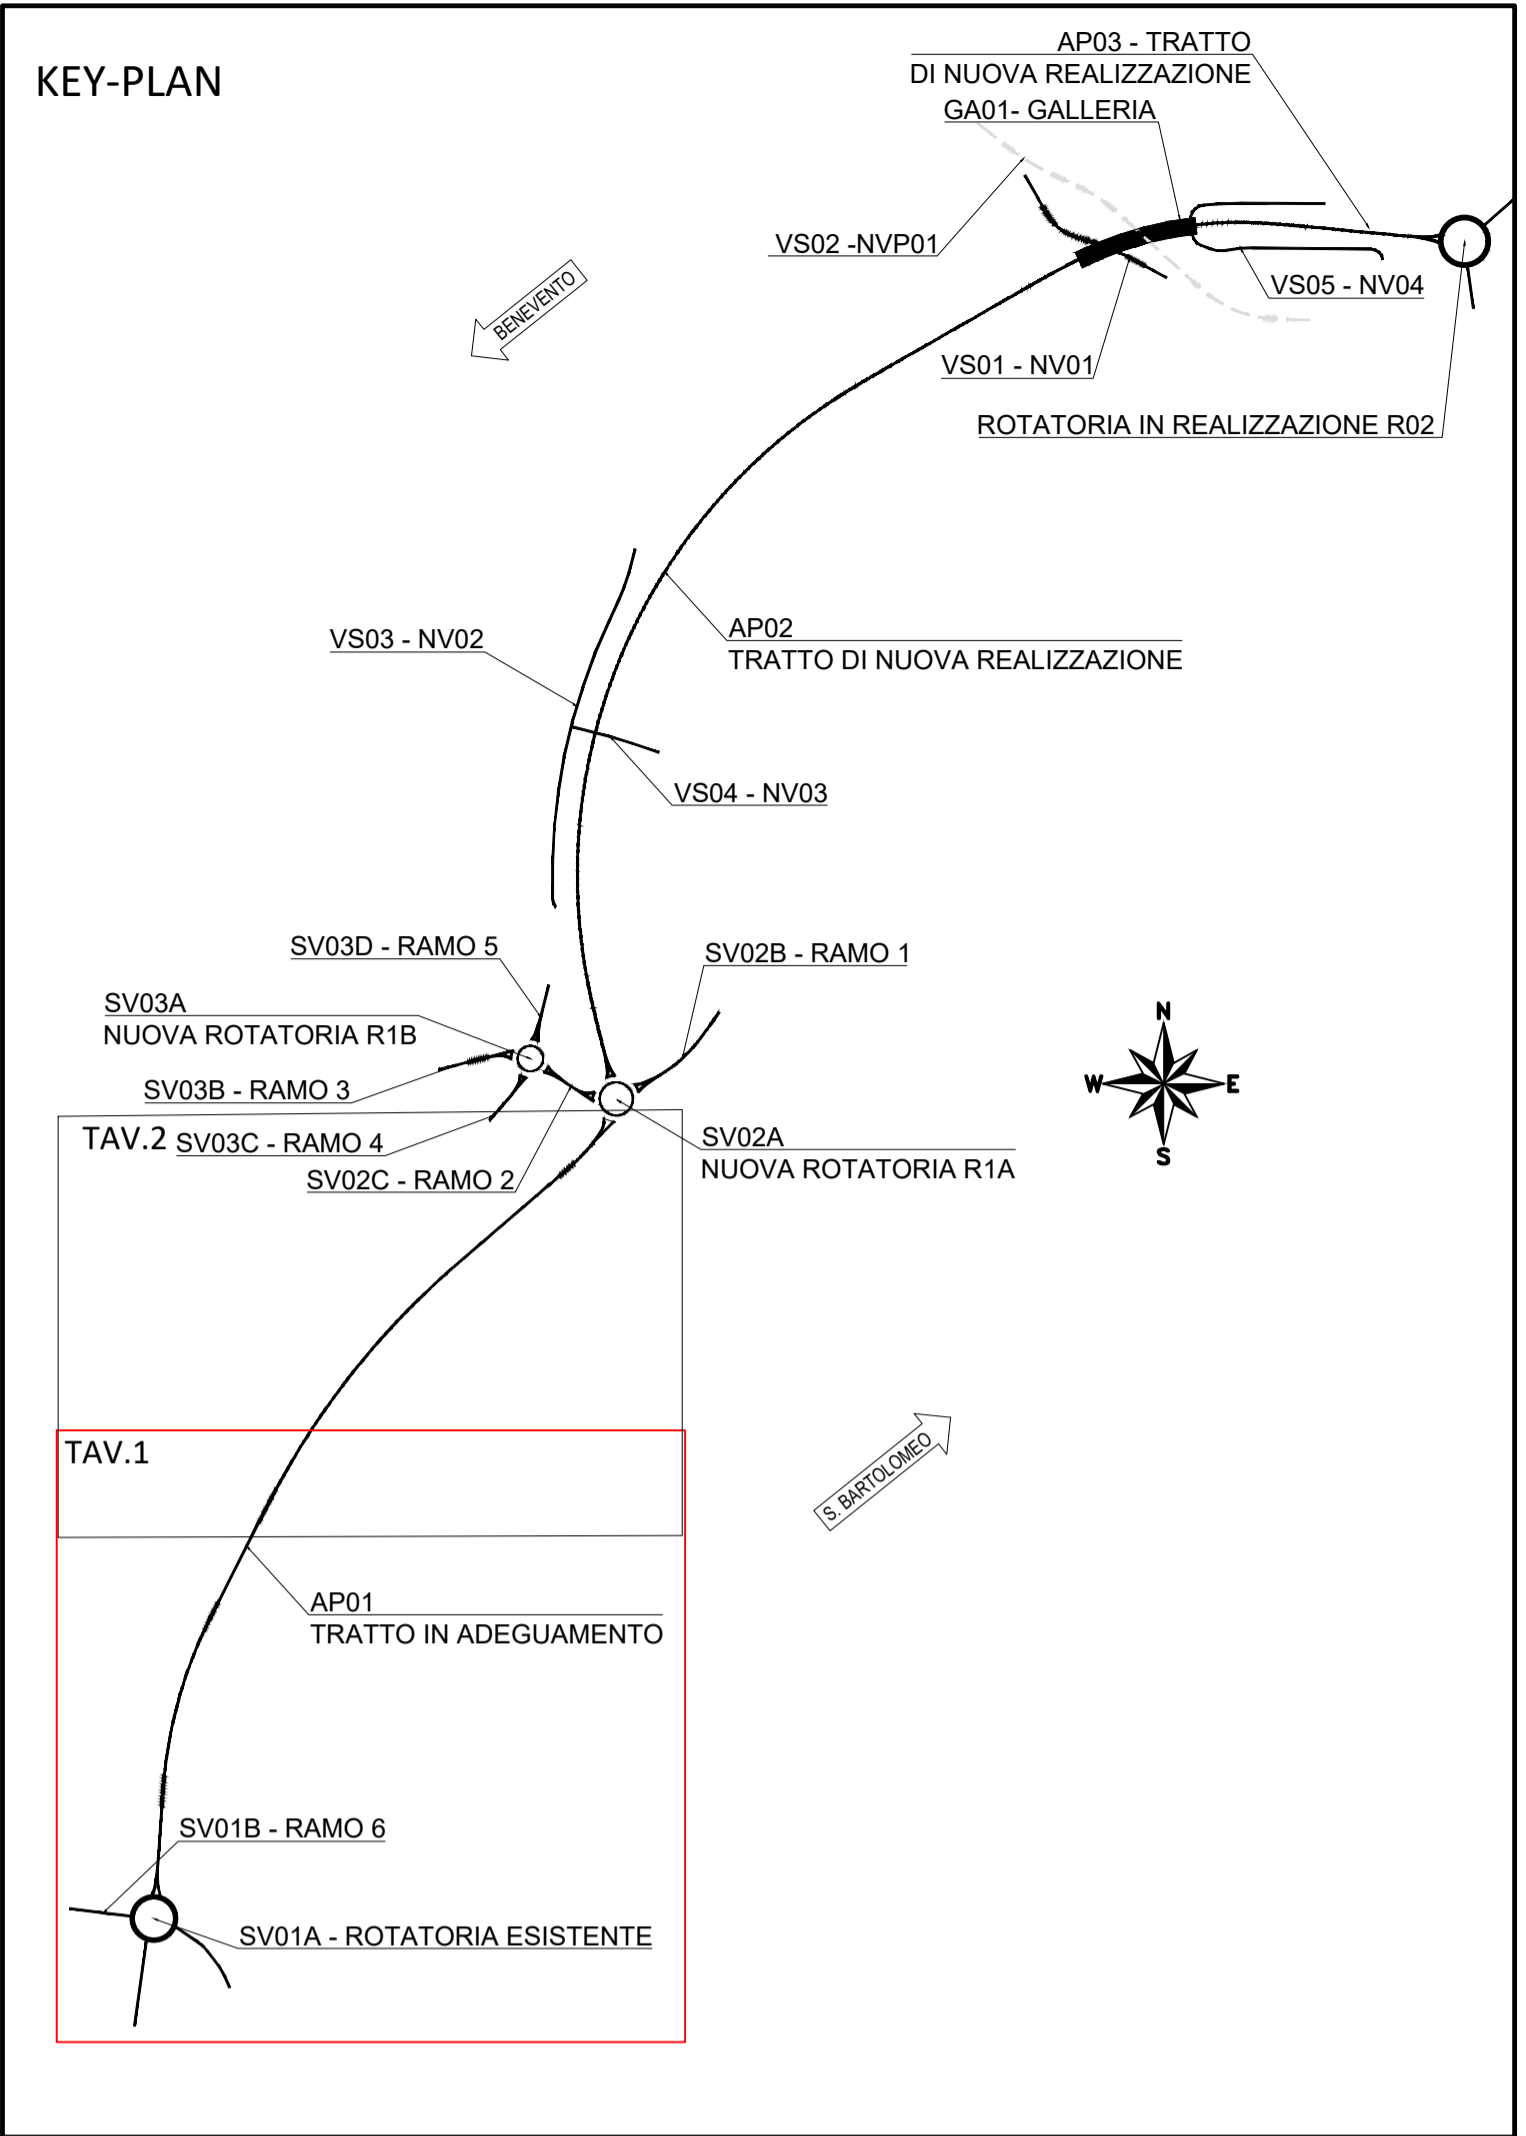 KEY-PLAN
AP03 - TRATTO
DI NUOVA REALIZZAZIONE
GA01- GALLERIA
VS02 -NVP01
VS05 - NV04
BENEVENTO
VS01 - NV01
ROTATORIA IN REALIZZAZIONE R02
VS03 - NV02
AP02
TRATTO DI NUOVA REALIZZAZIONE
VS04 - NV03
SV03D - RAMO 5
SV02B - RAMO 1
SV03A
NUOVA ROTATORIA R1B
SV03B - RAMO 3
N
W
E
S
TAV.2
SV03C - RAMO 4
SV02C - RAMO 2
SV02A
NUOVA ROTATORIA R1A
TAV.1
S. BARTOLOMEO
AP01
TRATTO IN ADEGUAMENTO
SV01B - RAMO 6
SV01A - ROTATORIA ESISTENTE